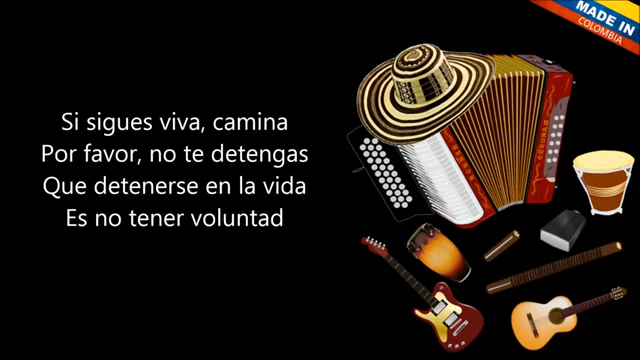 MADE IN
COLOMBIA
Si sigues viva, camina
Por favor, no te detengas
Que detenerse en la vida
Es no tener voluntad
HOHNER